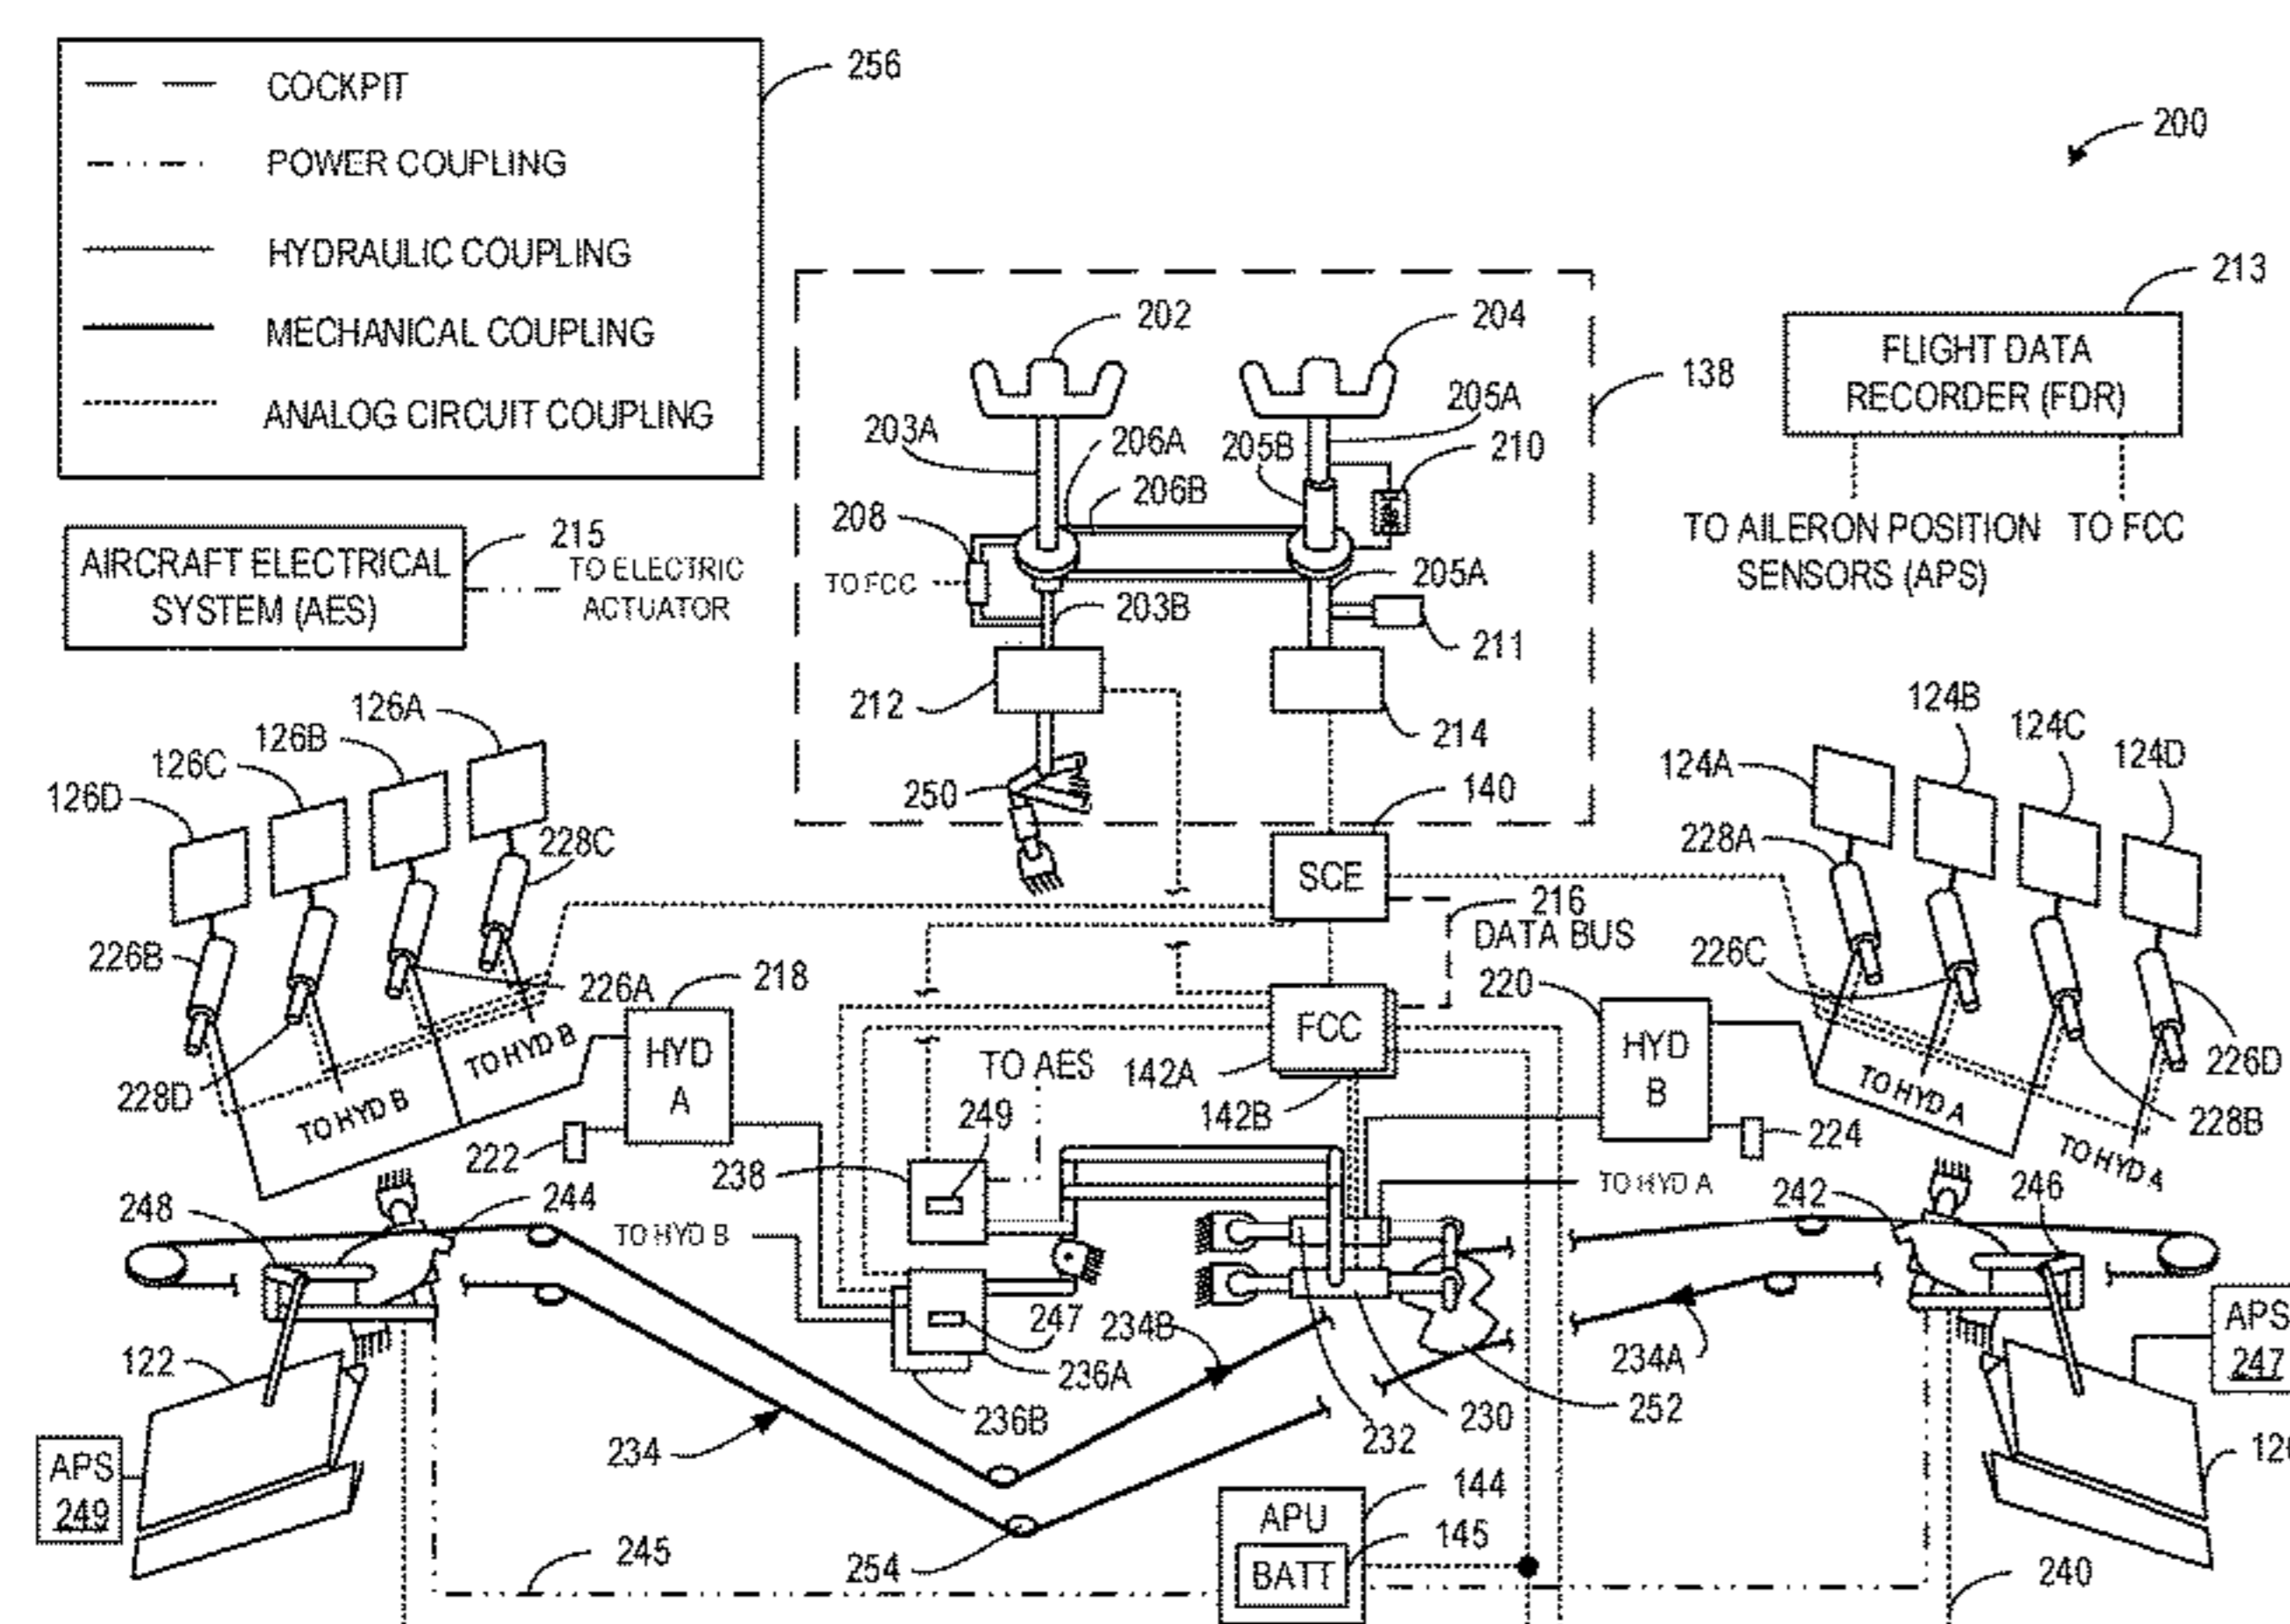 COCKPIT
POWER COUPLING
HYDRAULIC COUPLING
MECHANICAL COUPLING
ANALOG CIRCUIT COUPLING
256
200
213
FLIGHT DATA
RECORDER (FDR)
TO AILERON POSITION
SENSORS (APS)
TO FCC
138
202
204
203A
206A
205A
205B
210
206B
208
TO FCC
205A
203B
211
212
214
250
215
AIRCRAFT ELECTRICAL
SYSTEM (AES)
TO ELECTRIC
ACTUATOR
126A
126B
126C
126D
228C
226B
226A
228D
TO HYD B
TO HYD B
218
HYD
A
222
140
SCE
216
DATA BUS
FCC
142A
142B
TO AES
249
238
124B
124C
124A
124D
228A
226C
220
HYD
B
226D
228B
224
TO HYD A
TO HYD A
TO HYD A
248
244
TO HYD B
242
246
247
236A
236B
234B
232
230
252
234A
APS
247
122
234
APS
249
254
245
APU
BATT
144
145
240